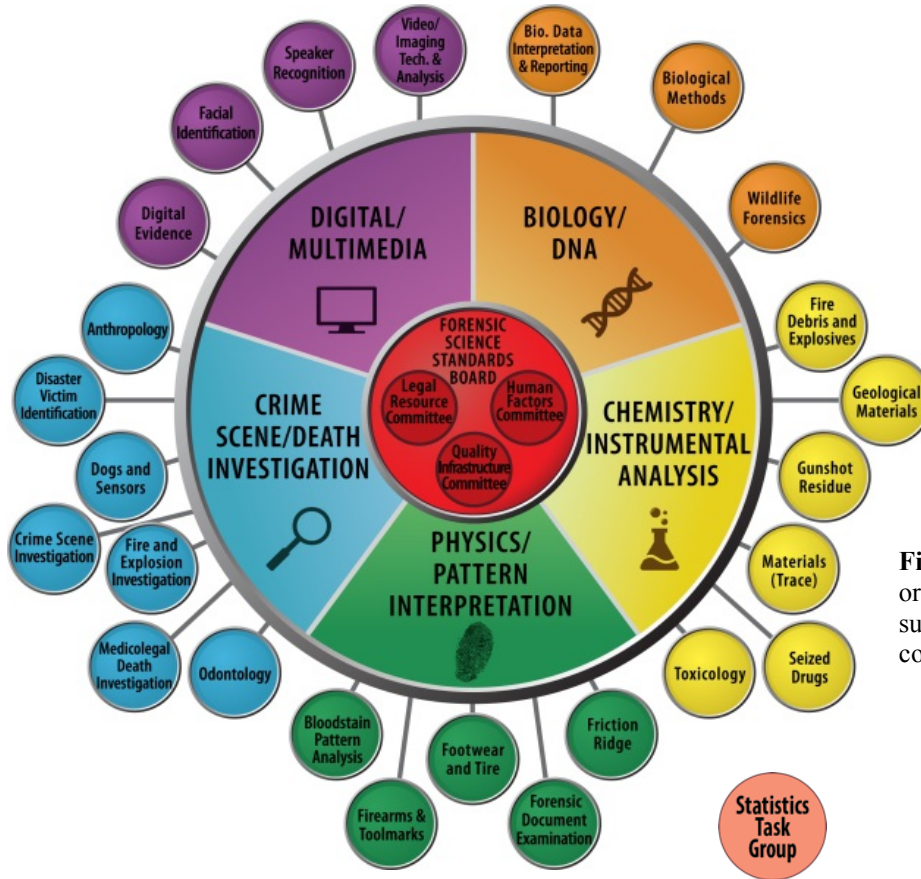 Video/
Imaging
Tech. &
Analysis
Bio. Data
Interpretation
& Reporting
Speaker
Recognition
Biological
Methods
Facial
Identification
Wildlife
Forensics
Digital
Evidence
DIGITAL/
MULTIMEDIA
BIOLOGY/
DNA
Anthropology
Fire
Debris and
Explosives
FORENSIC
SCIENCE
STANDARDS
BOARD
Legal
Resource
Committee
Human
Factors
Committee
Quality
Infrastructure
Committee
Disaster
Victim
Identification
CRIME
SCENE/DEATH
INVESTIGATION
CHEMISTRY/
INSTRUMENTAL
ANALYSIS
Geological
Materials
Dogs and
Sensors
Gunshot
Residue
Crime Scene
Investigation
Fire and
Explosion
Investigation
PHYSICS/
PATTERN
INTERPRETATION
Materials
(Trace)
Medicolegal
Death
Investigation
Odontology
Toxicology
Seized
Drugs
Bloodstain
Pattern
Analysis
Footwear
and Tire
Friction
Ridge
Firearms &
Toolmarks
Forensic
Document
Examination
Statistics
Task
Group
Fi
or
su
co